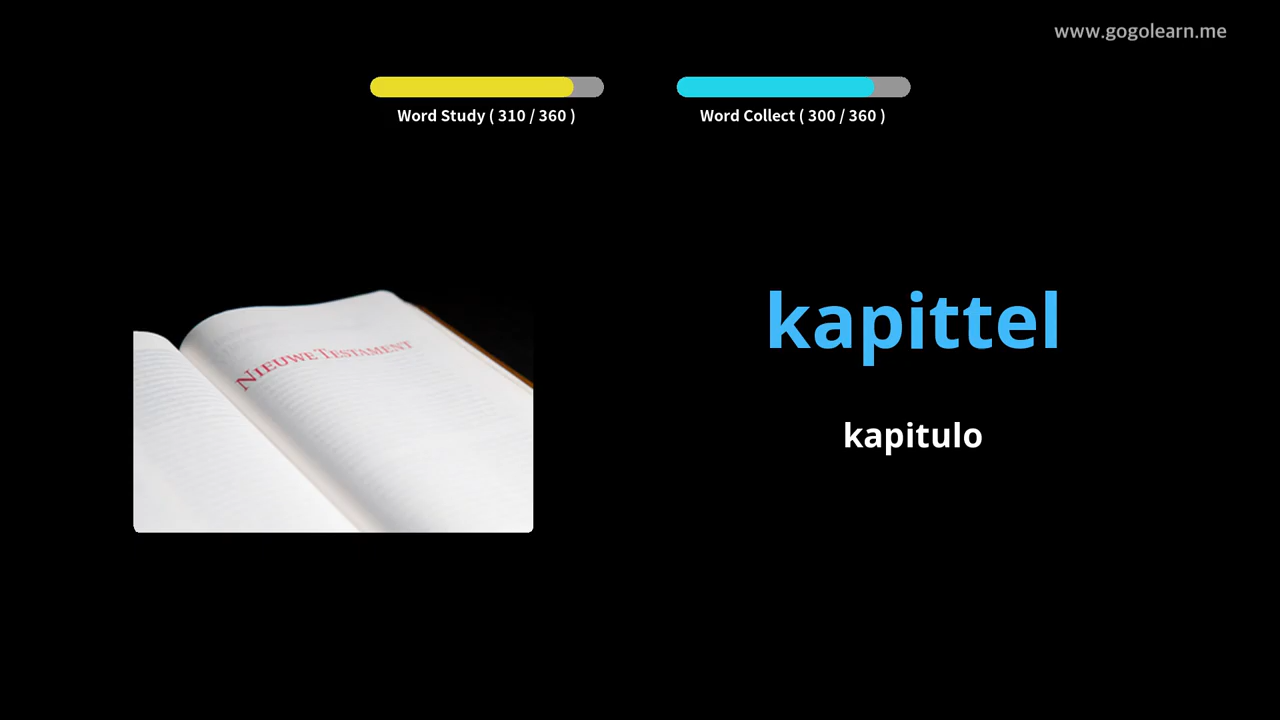 www.gogolearn.me
Word Study ( 310 / 360 )
Word Collect ( 300 / 360 )
NIEUWE TESTAMENT
kapittel
kapitulo